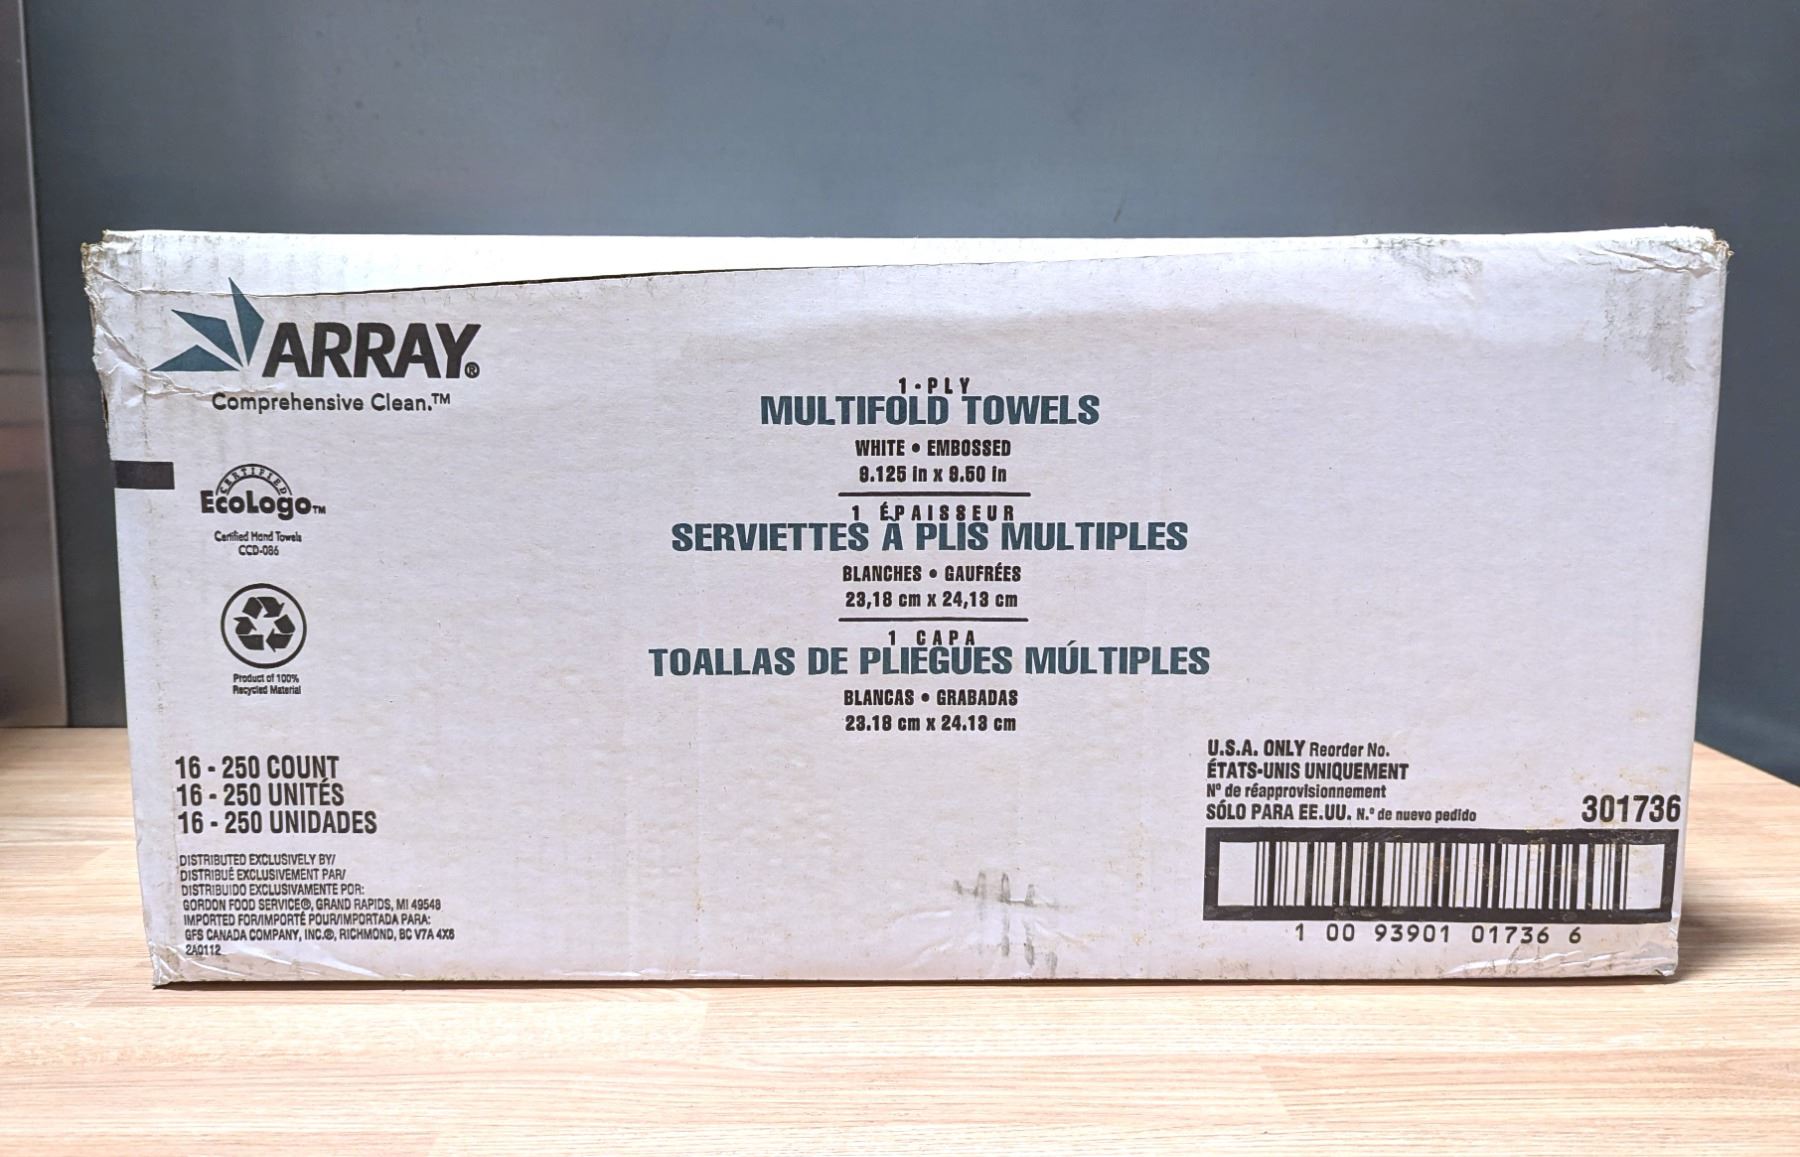 ARRAY®
Comprehensive Clean.™
CERTIFIED
EcoLogo™
Certified Hand Towels
CCD-086
Product of 100%
Recycled Material
16 - 250 COUNT
16 - 250 UNITÉS
16 - 250 UNIDADES
DISTRIBUTED EXCLUSIVELY BY/
DISTRIBUÉ EXCLUSIVEMENT PAR/
DISTRIBUIDO EXCLUSIVAMENTE POR:
GORDON FOOD SERVICE®, GRAND RAPIDS, MI 49548
IMPORTED FOR/IMPORTÉ POUR/IMPORTADA PARA:
GFS CANADA COMPANY, INC.®, RICHMOND, BC V7A 4X6
2A0112
1-PLY
MULTIFOLD TOWELS
WHITE • EMBOSSED
9.125 in x 9.50 in
1 ÉPAISSEUR
SERVIETTES À PLIS MULTIPLES
BLANCHES • GAUFRÉES
23,18 cm x 24,13 cm
1 CAPA
TOALLAS DE PLIEGUES MÚLTIPLES
BLANCAS • GRABADAS
23.18 cm x 24.13 cm
U.S.A. ONLY Reorder No.
ÉTATS-UNIS UNIQUEMENT
Nº de réapprovisionnement
SÓLO PARA EE.UU. N.º de nuevo pedido
301736
1 00 93901 01736 6